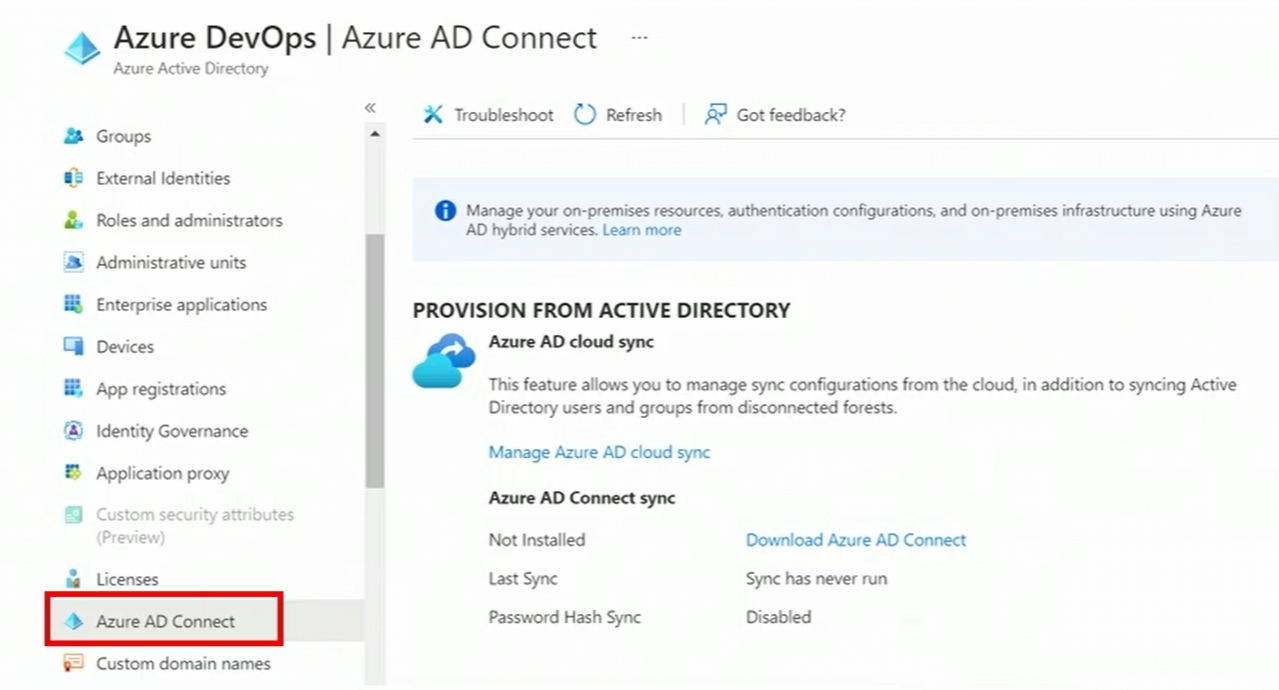 Azure DevOps | Azure AD Connect ...
Azure Active Directory
«
Groups
External Identities
Roles and administrators
Administrative units
Enterprise applications
Devices
App registrations
Identity Governance
Application proxy
Custom security attributes
(Preview)
Licenses
Azure AD Connect
Custom domain names
Troubleshoot Refresh Got feedback?
Manage your on-premises resources, authentication configurations, and on-premises infrastructure using Azure
AD hybrid services. Learn more
PROVISION FROM ACTIVE DIRECTORY
Azure AD cloud sync
This feature allows you to manage sync configurations from the cloud, in addition to syncing Active
Directory users and groups from disconnected forests.
Manage Azure AD cloud sync
Azure AD Connect sync
Not Installed Download Azure AD Connect
Last Sync Sync has never run
Password Hash Sync Disabled